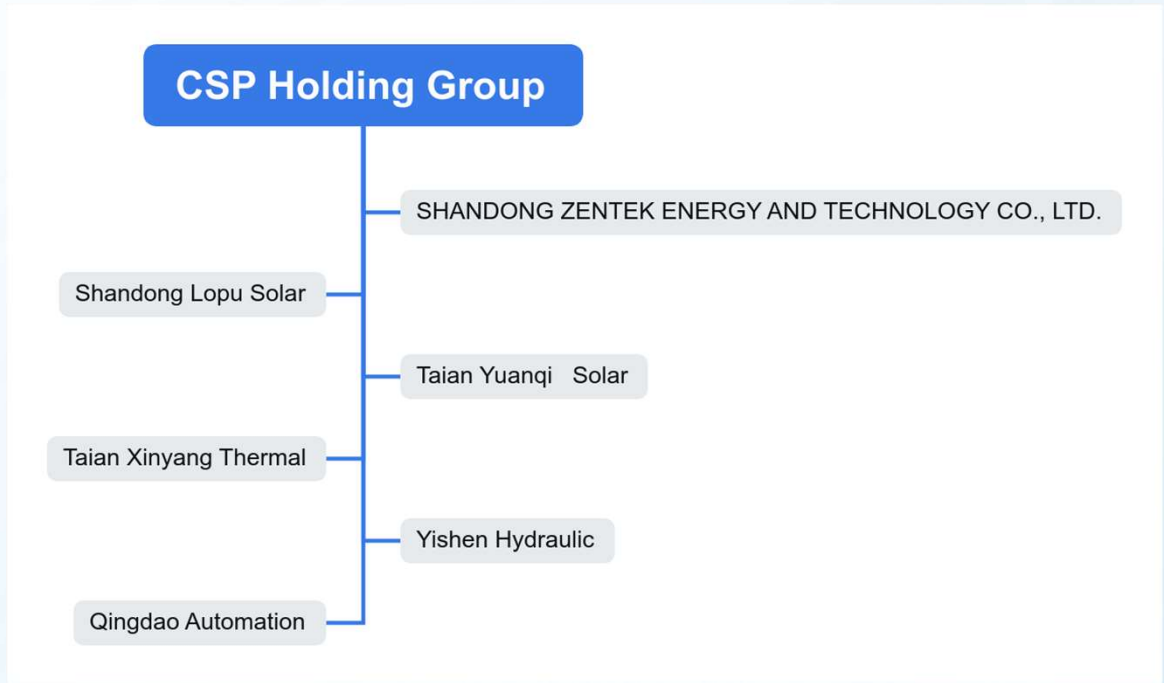 CSP Holding Group
SHANDONG ZENTEK ENERGY AND TECHNOLOGY CO., LTD.
Shandong Lopu Solar
Taian Yuanqi   Solar
Taian Xinyang Thermal
Yishen Hydraulic
Qingdao Automation